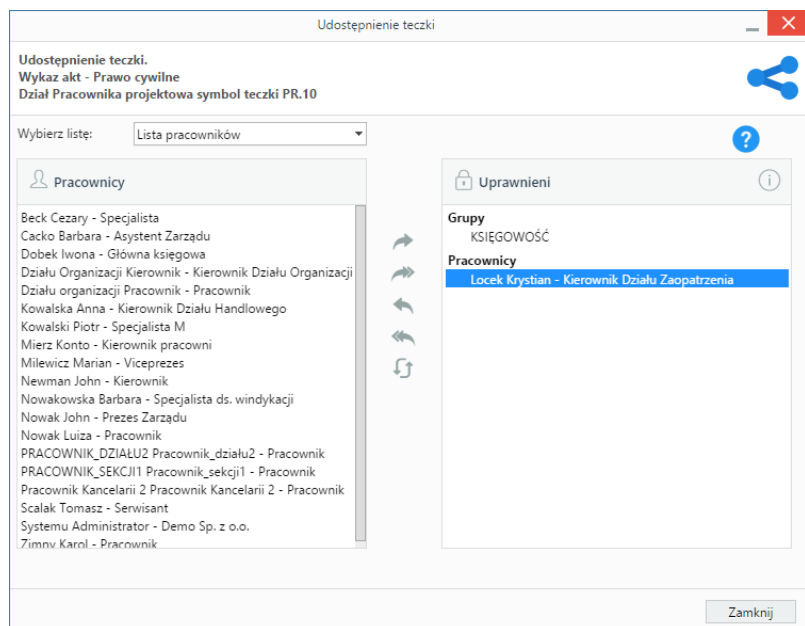 Udostępnienie teczki
Udostępnienie teczki.
Wykaz akt - Prawo cywilne
Dział Pracownika projektowa symbol teczki PR.10
Wybierz listę:
Lista pracowników
?
Pracownicy
Beck Cezary - Specjalista
Cacko Barbara - Asystent Zarządu
Dobek Iwona - Główna księgowa
Działu Organizacji Kierownik - Kierownik Działu Organizacji
Działu organizacji Pracownik - Pracownik
Kowalska Anna - Kierownik Działu Handlowego
Kowalski Piotr - Specjalista M
Mierz Konto - Kierownik pracowni
Milewicz Marian - Viceprezes
Newman John - Kierownik
Nowakowska Barbara - Specjalista ds. windykacji
Nowak John - Prezes Zarządu
Nowak Luiza - Pracownik
PRACOWNIK_DZIAŁU2 Pracownik_działu2 - Pracownik
PRACOWNIK_SEKCJI1 Pracownik_sekcji1 - Pracownik
Pracownik Kancelarii 2 Pracownik Kancelarii 2 - Pracownik
Scalak Tomasz - Serwisant
Systemu Administrator - Demo Sp. z o.o.
Zimny Karol - Pracownik
Uprawnieni
Grupy
KSIĘGOWOŚĆ
Pracownicy
Locek Krystian - Kierownik Działu Zaopatrzenia
Zamknij